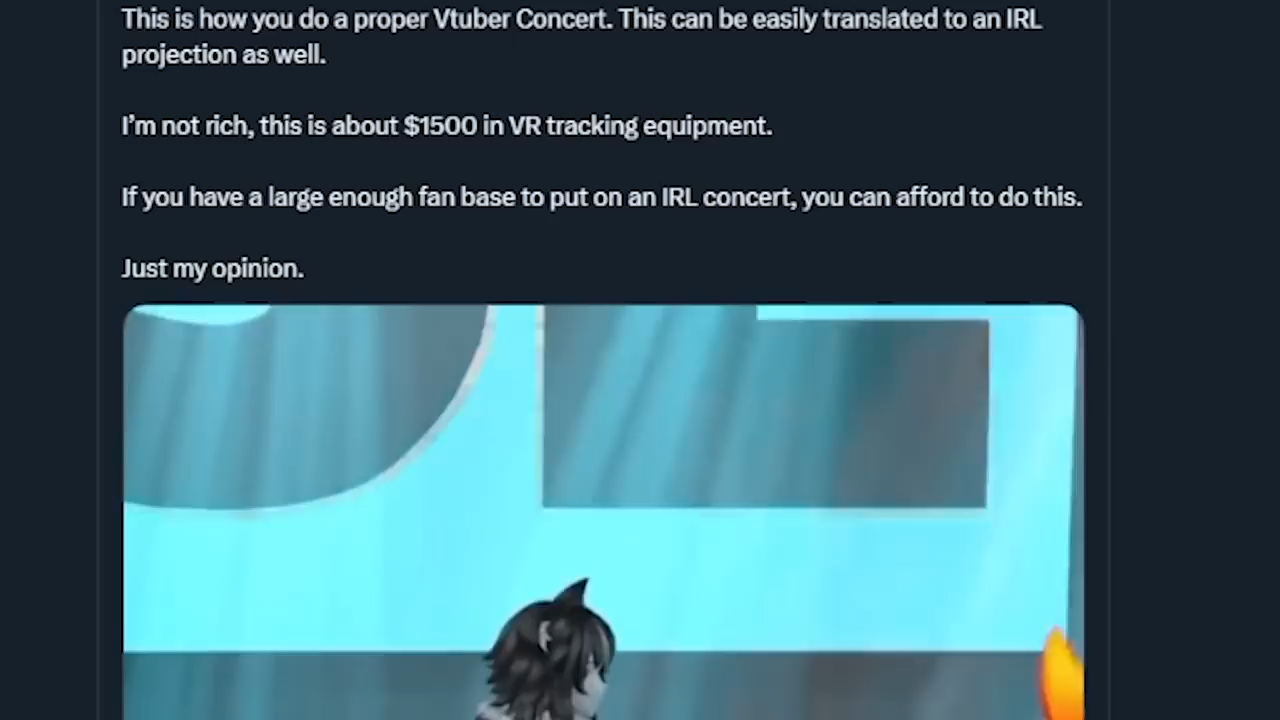 This is how you do a proper Vtuber Concert. This can be easily translated to an IRL
projection as well.
I'm not rich, this is about $1500 in VR tracking equipment.
If you have a large enough fan base to put on an IRL concert, you can afford to do this.
Just my opinion.